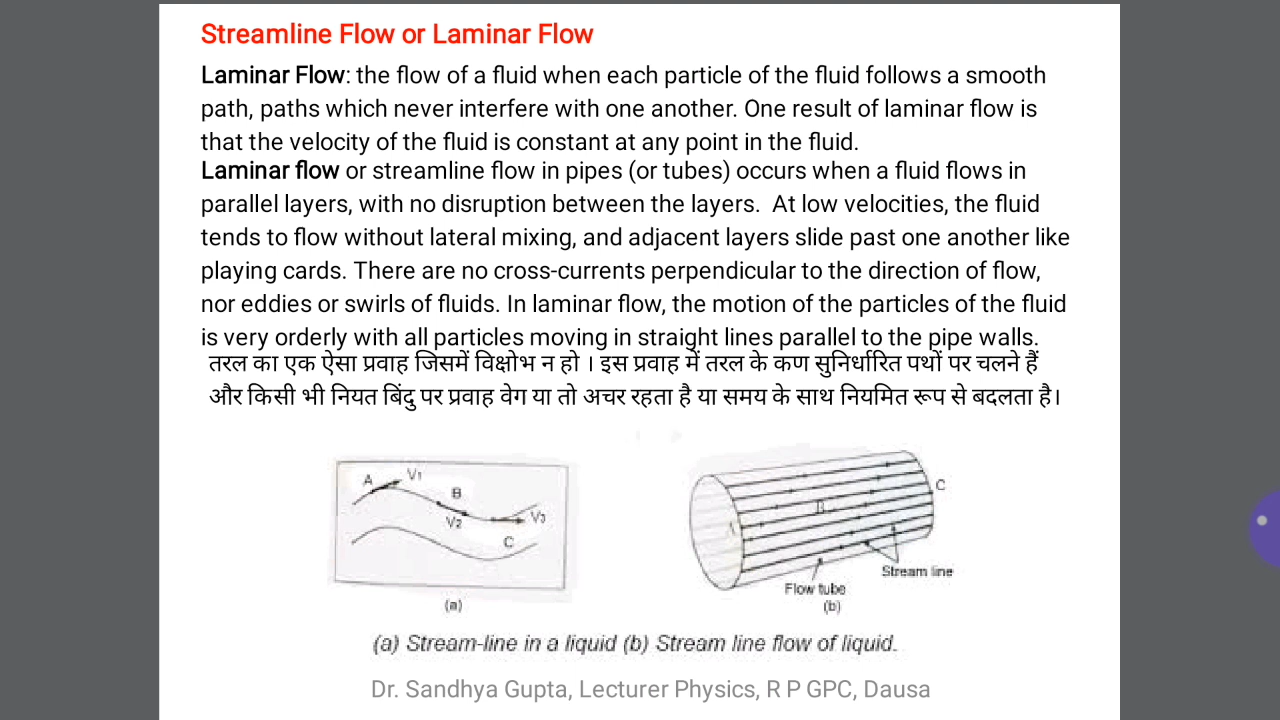 Streamline Flow or Laminar Flow
Laminar Flow: the flow of a fluid when each particle of the fluid follows a smooth
path, paths which never interfere with one another. One result of laminar flow is
that the velocity of the fluid is constant at any point in the fluid.
Laminar flow or streamline flow in pipes (or tubes) occurs when a fluid flows in
parallel layers, with no disruption between the layers.  At low velocities, the fluid
tends to flow without lateral mixing, and adjacent layers slide past one another like
playing cards. There are no cross-currents perpendicular to the direction of flow,
nor eddies or swirls of fluids. In laminar flow, the motion of the particles of the fluid
is very orderly with all particles moving in straight lines parallel to the pipe walls.
तरल का एक ऐसा प्रवाह जिसमें विक्षोभ न हो । इस प्रवाह में तरल के कण सुनिर्धारित पथों पर चलने हैं
और किसी भी नियत बिंदु पर प्रवाह वेग या तो अचर रहता है या समय के साथ नियमित रूप से बदलता है।
A V1
B
V2 V3
C
(a)
A B C
Stream line
Flow tube
(b)
(a) Stream-line in a liquid (b) Stream line flow of liquid.
Dr. Sandhya Gupta, Lecturer Physics, R P GPC, Dausa